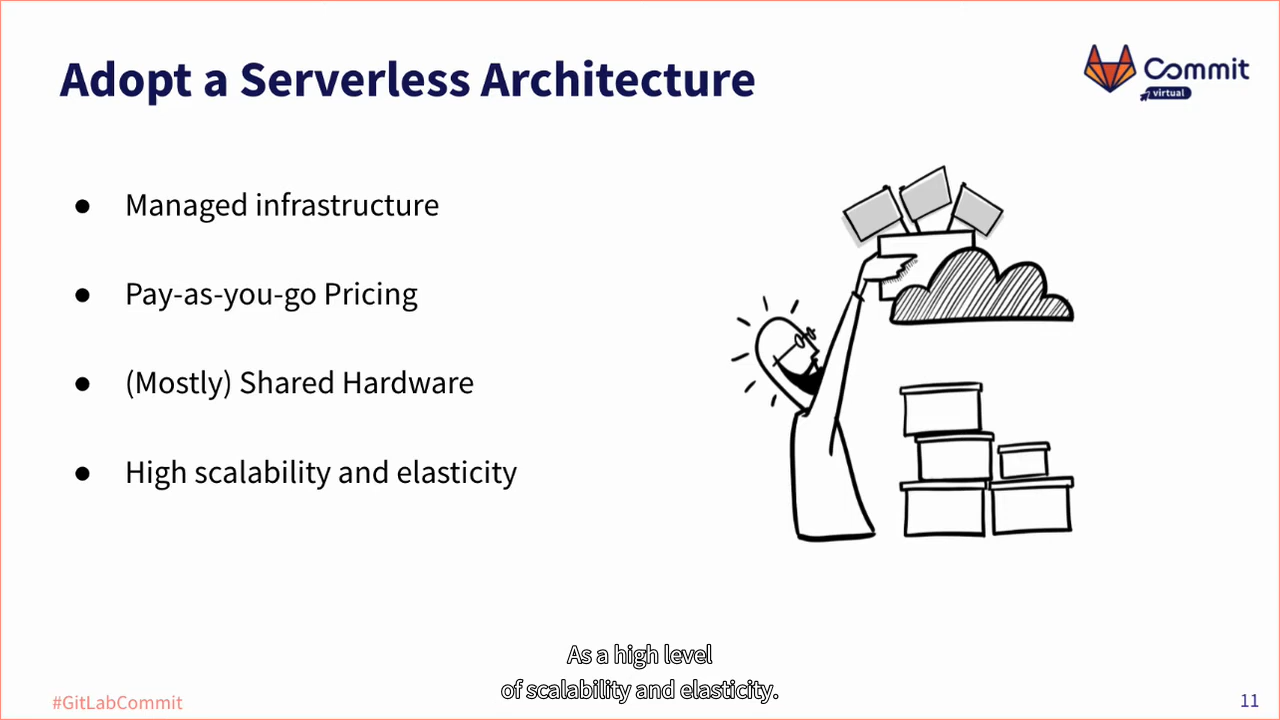 Adopt a Serverless Architecture
Commit
virtual
● Managed infrastructure
● Pay-as-you-go Pricing
● (Mostly) Shared Hardware
● High scalability and elasticity
As a high level
of scalability and elasticity.
#GitLabCommit
11